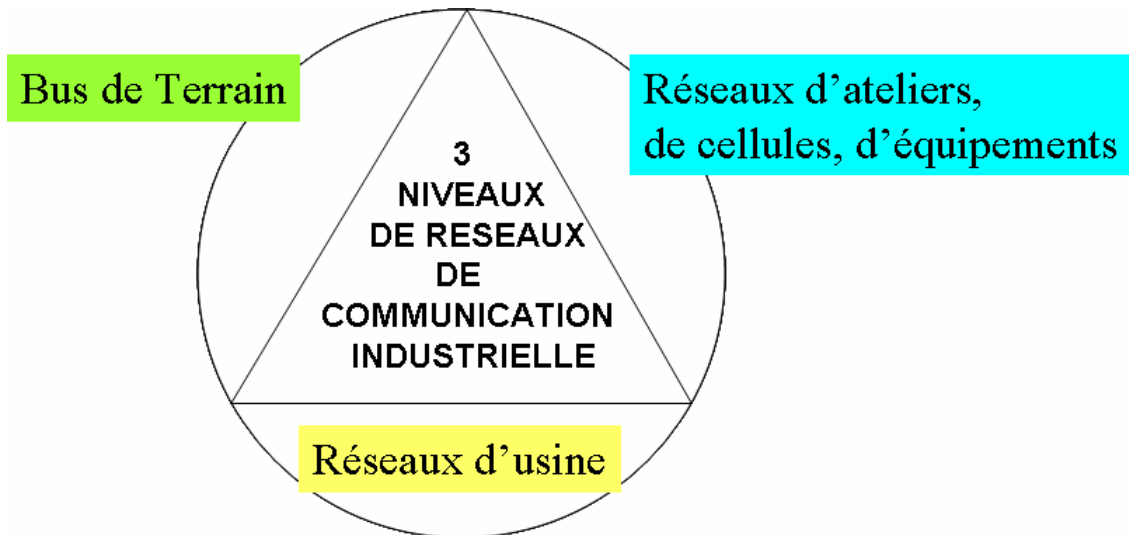 Bus de Terrain
Réseaux d'ateliers,
de cellules, d'équipements
3
NIVEAUX
DE RESEAUX
DE
COMMUNICATION
INDUSTRIELLE
Réseaux d'usine